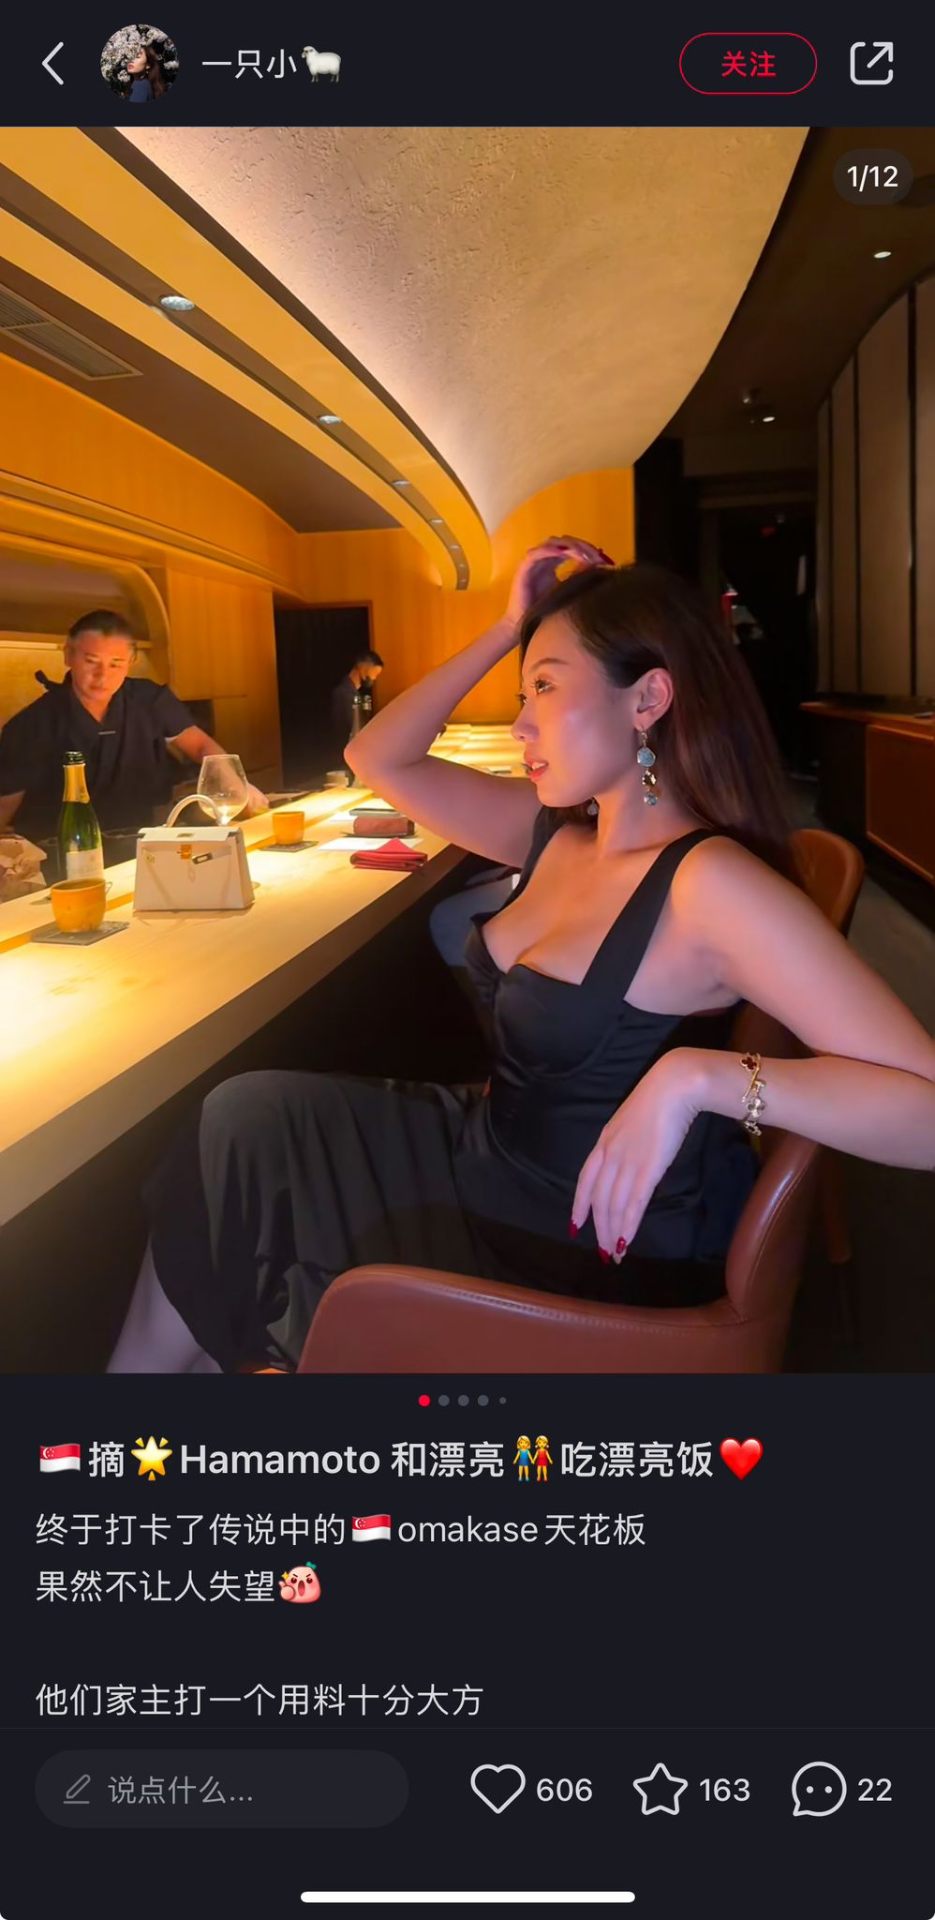 一只小🐑
关注
1/12
🇸🇬摘🌟Hamamoto 和漂亮👭吃漂亮饭❤️
终于打卡了传说中的🇸🇬omakase天花板
果然不让人失望
他们家主打一个用料十分大方
说点什么...
606
163
22